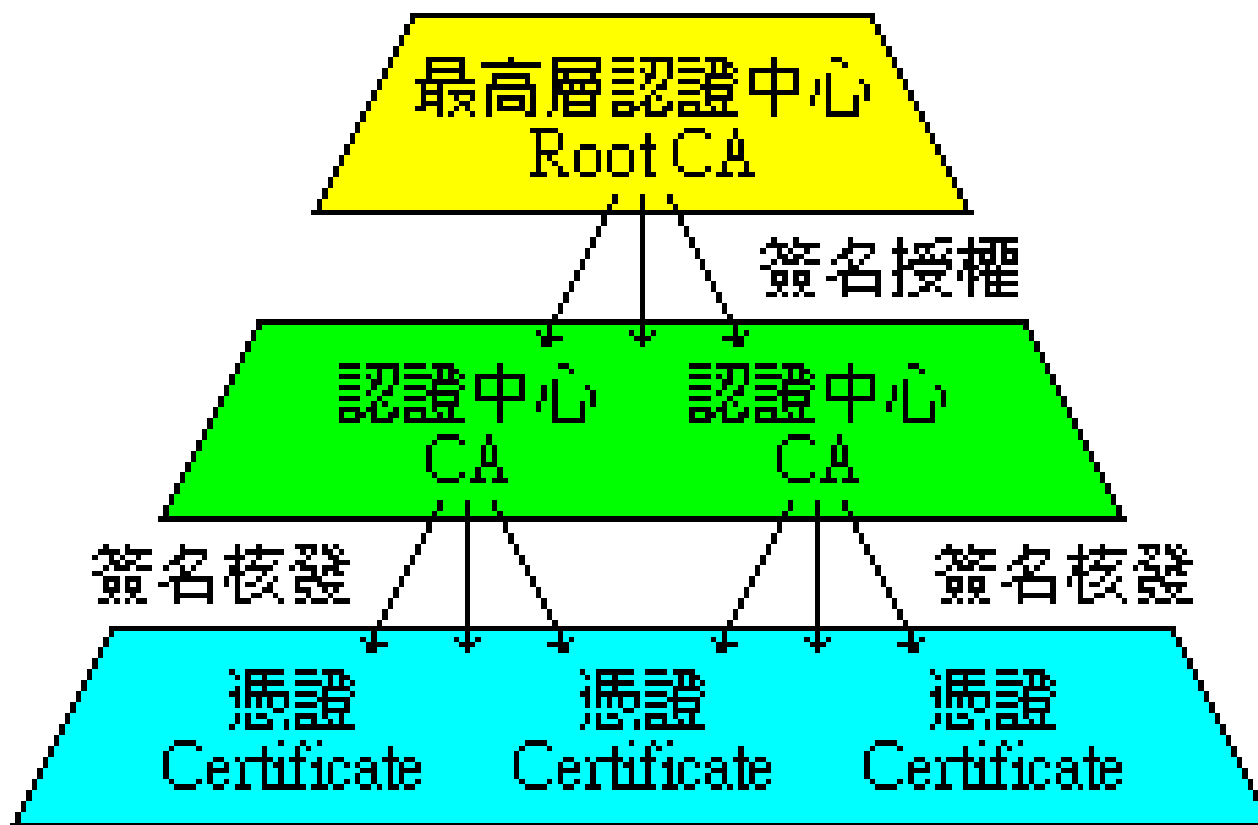 最高層認證中心
Root CA
簽名授權
認證中心 認證中心
CA CA
簽名核發 簽名核發
憑證 憑證 憑證
Certificate Certificate Certificate